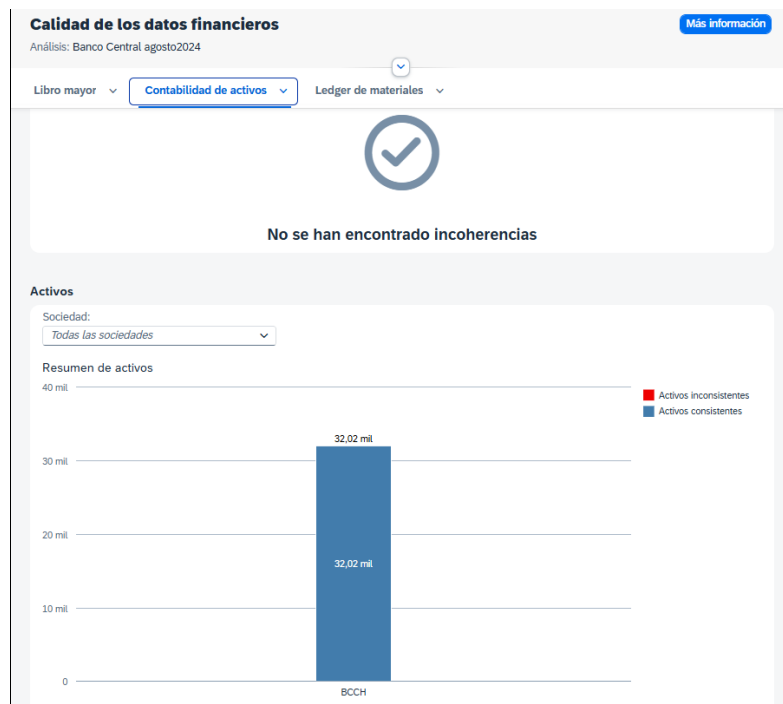 Calidad de los datos financieros
Más información
Análisis: Banco Central agosto2024
Libro mayor
Contabilidad de activos
Ledger de materiales
No se han encontrado incoherencias
Activos
Sociedad:
Todas las sociedades
Resumen de activos
40 mil
Activos inconsistentes
Activos consistentes
32,02 mil
30 mil
20 mil
32,02 mil
10 mil
0
BCCH